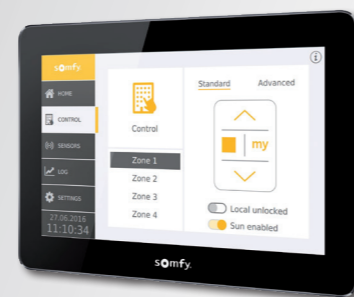 somfy.
HOME
CONTROL
SENSORS
LOG
SETTINGS
27.06.2016
11:10:34
Control
Zone 1
Zone 2
Zone 3
Zone 4
Standard Advanced
my
Local unlocked
Sun enabled
i
somfy.